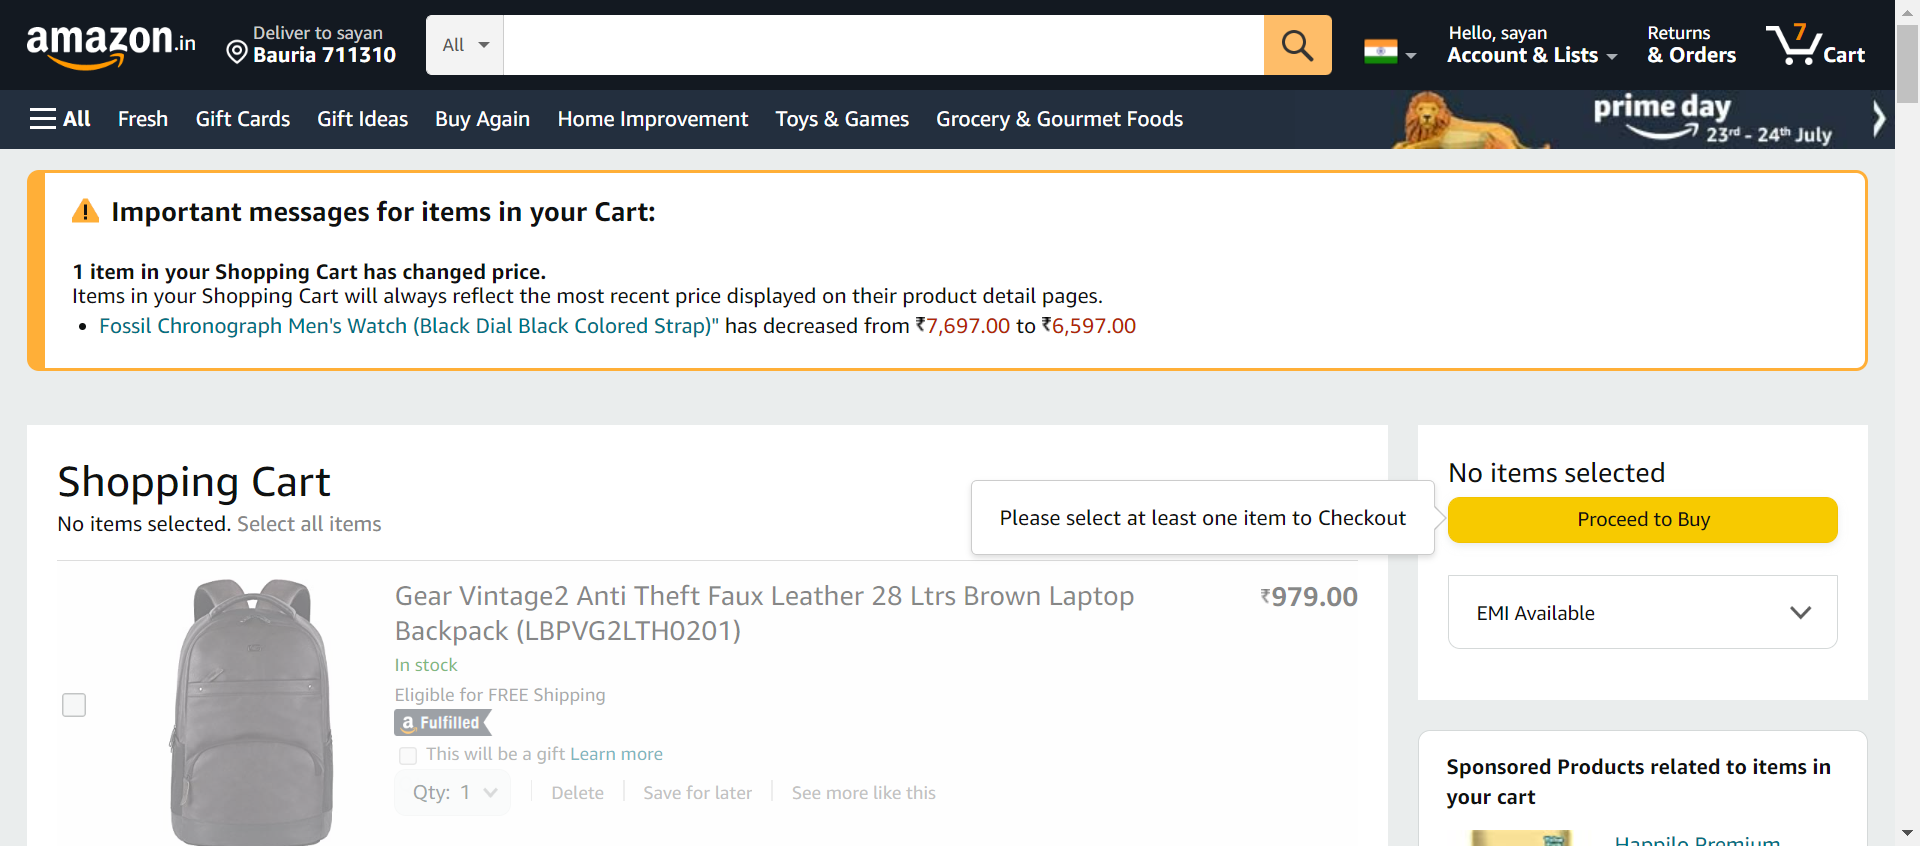 amazon.in
Deliver to sayan
Bauria 711310
All
Hello, sayan
Account & Lists
Returns
& Orders
7
Cart
All
Fresh
Gift Cards
Gift Ideas
Buy Again
Home Improvement
Toys & Games
Grocery & Gourmet Foods
prime day
23rd - 24th July
Important messages for items in your Cart:
1 item in your Shopping Cart has changed price.
Items in your Shopping Cart will always reflect the most recent price displayed on their product detail pages.
• Fossil Chronograph Men's Watch (Black Dial Black Colored Strap)" has decreased from ₹7,697.00 to ₹6,597.00
Shopping Cart
No items selected. Select all items
Please select at least one item to Checkout
No items selected
Proceed to Buy
EMI Available
Gear Vintage2 Anti Theft Faux Leather 28 Ltrs Brown Laptop
Backpack (LBPVG2LTH0201)
₹979.00
In stock
Eligible for FREE Shipping
a Fulfilled
This will be a gift Learn more
Qty: 1
Delete
Save for later
See more like this
Sponsored Products related to items in
your cart
Happilo Premium